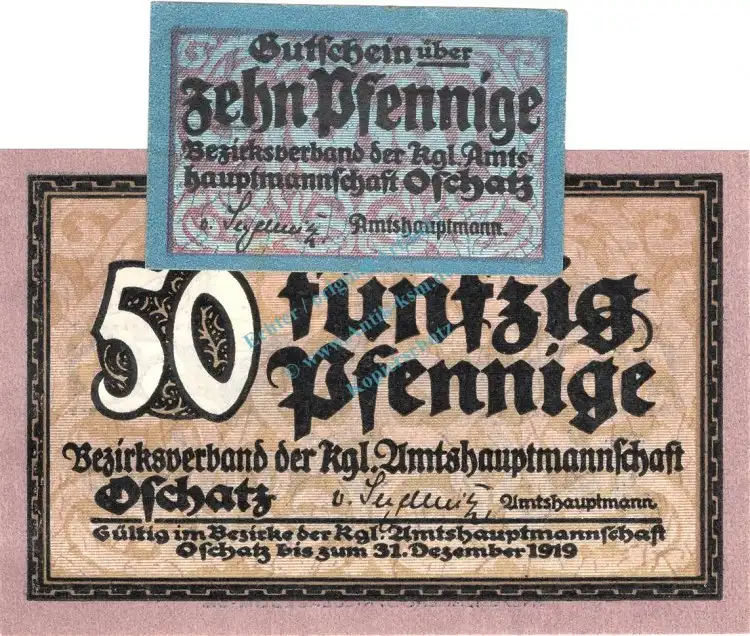 Gutschein über
Zehn Pfennige
Bezirksverband der Kgl. Amts-
hauptmannschaft Oschatz
Amtshauptmann.
50 fünfzig
Pfennige
Bezirksverband der Kgl. Amtshauptmannschaft
Oschatz v. Amtshauptmann
Gültig im Bezirke der Kgl. Amtshauptmannschaft
Oschatz bis zum 31. Dezember 1919